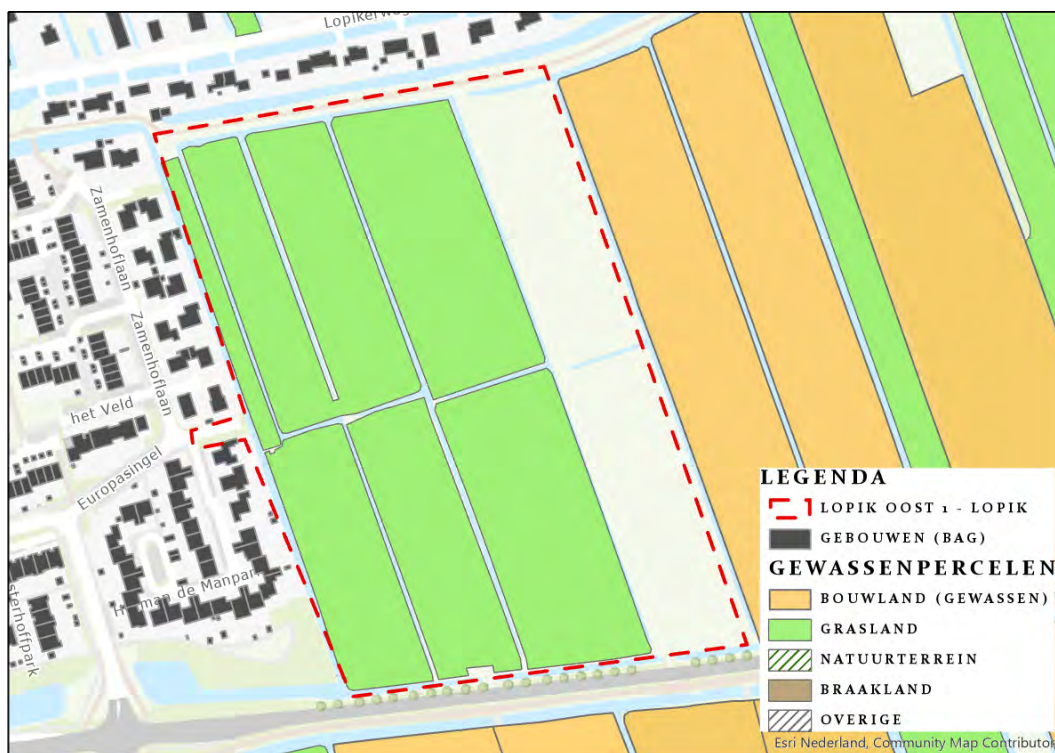 Lopikerweg
Zamenhoflaan
Zamenhoflaan
het Veld
Europasingel
Herman de Manpark
sterhoffpark
LEGENDA
LOPIK OOST 1 - LOPIK
GEBOUWEN (BAG)
GEWASSENPERCELEN
BOUWLAND (GEWASSEN)
GRASLAND
NATUURTERREIN
BRAAKLAND
OVERIGE
Esri Nederland, Community Map Contributor